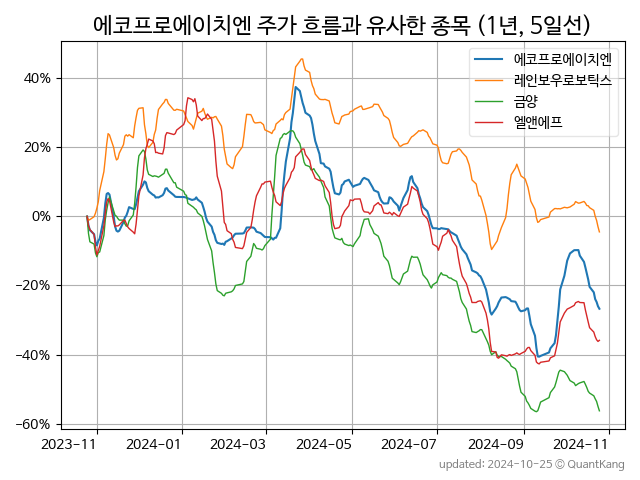 에코프로에이치엔 주가 흐름과 유사한 종목 (1년, 5일선)
에코프로에이치엔
레인보우로보틱스
금양
엘앤에프
40%
20%
0%
−20%
−40%
−60%
2023-11
2024-01
2024-03
2024-05
2024-07
2024-09
2024-11
updated: 2024-10-25 © QuantKang